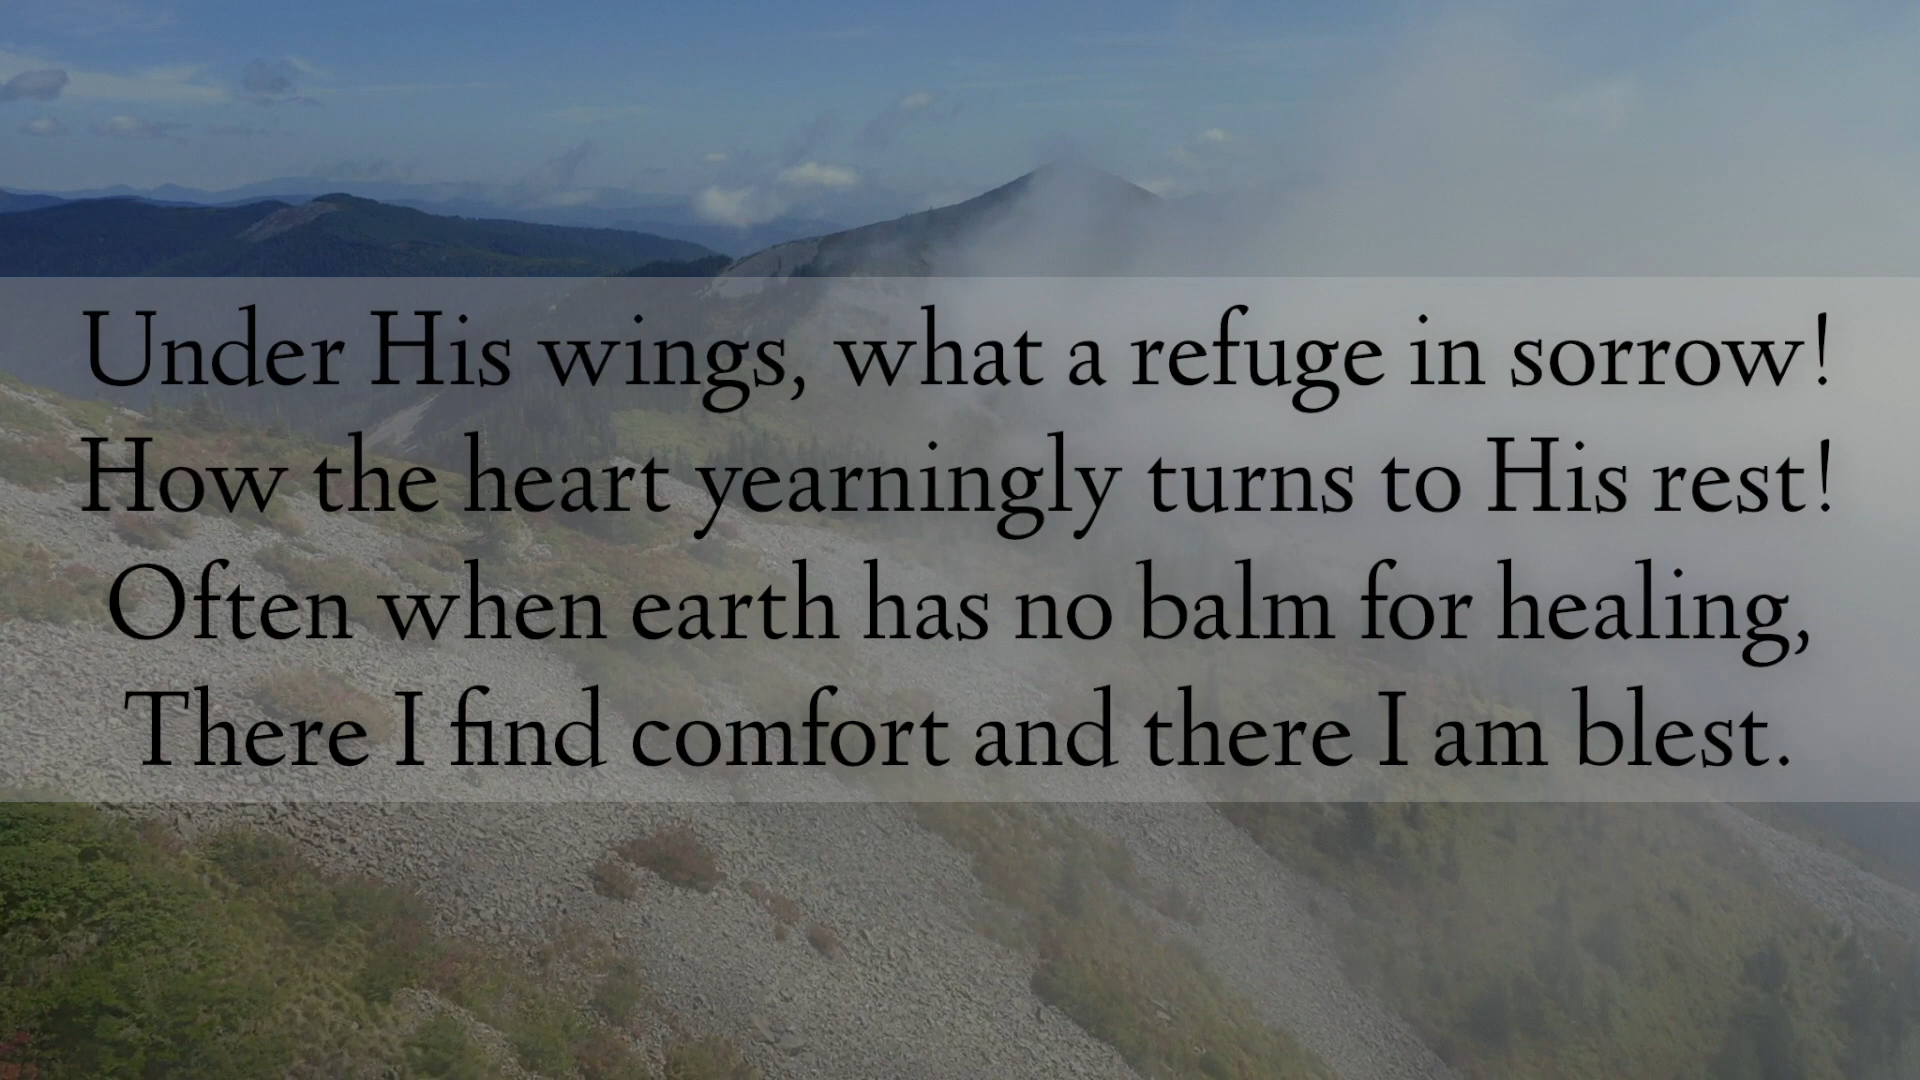 Under His wings, what a refuge in sorrow!
How the heart yearningly turns to His rest!
Often when earth has no balm for healing,
There I find comfort and there I am blest.